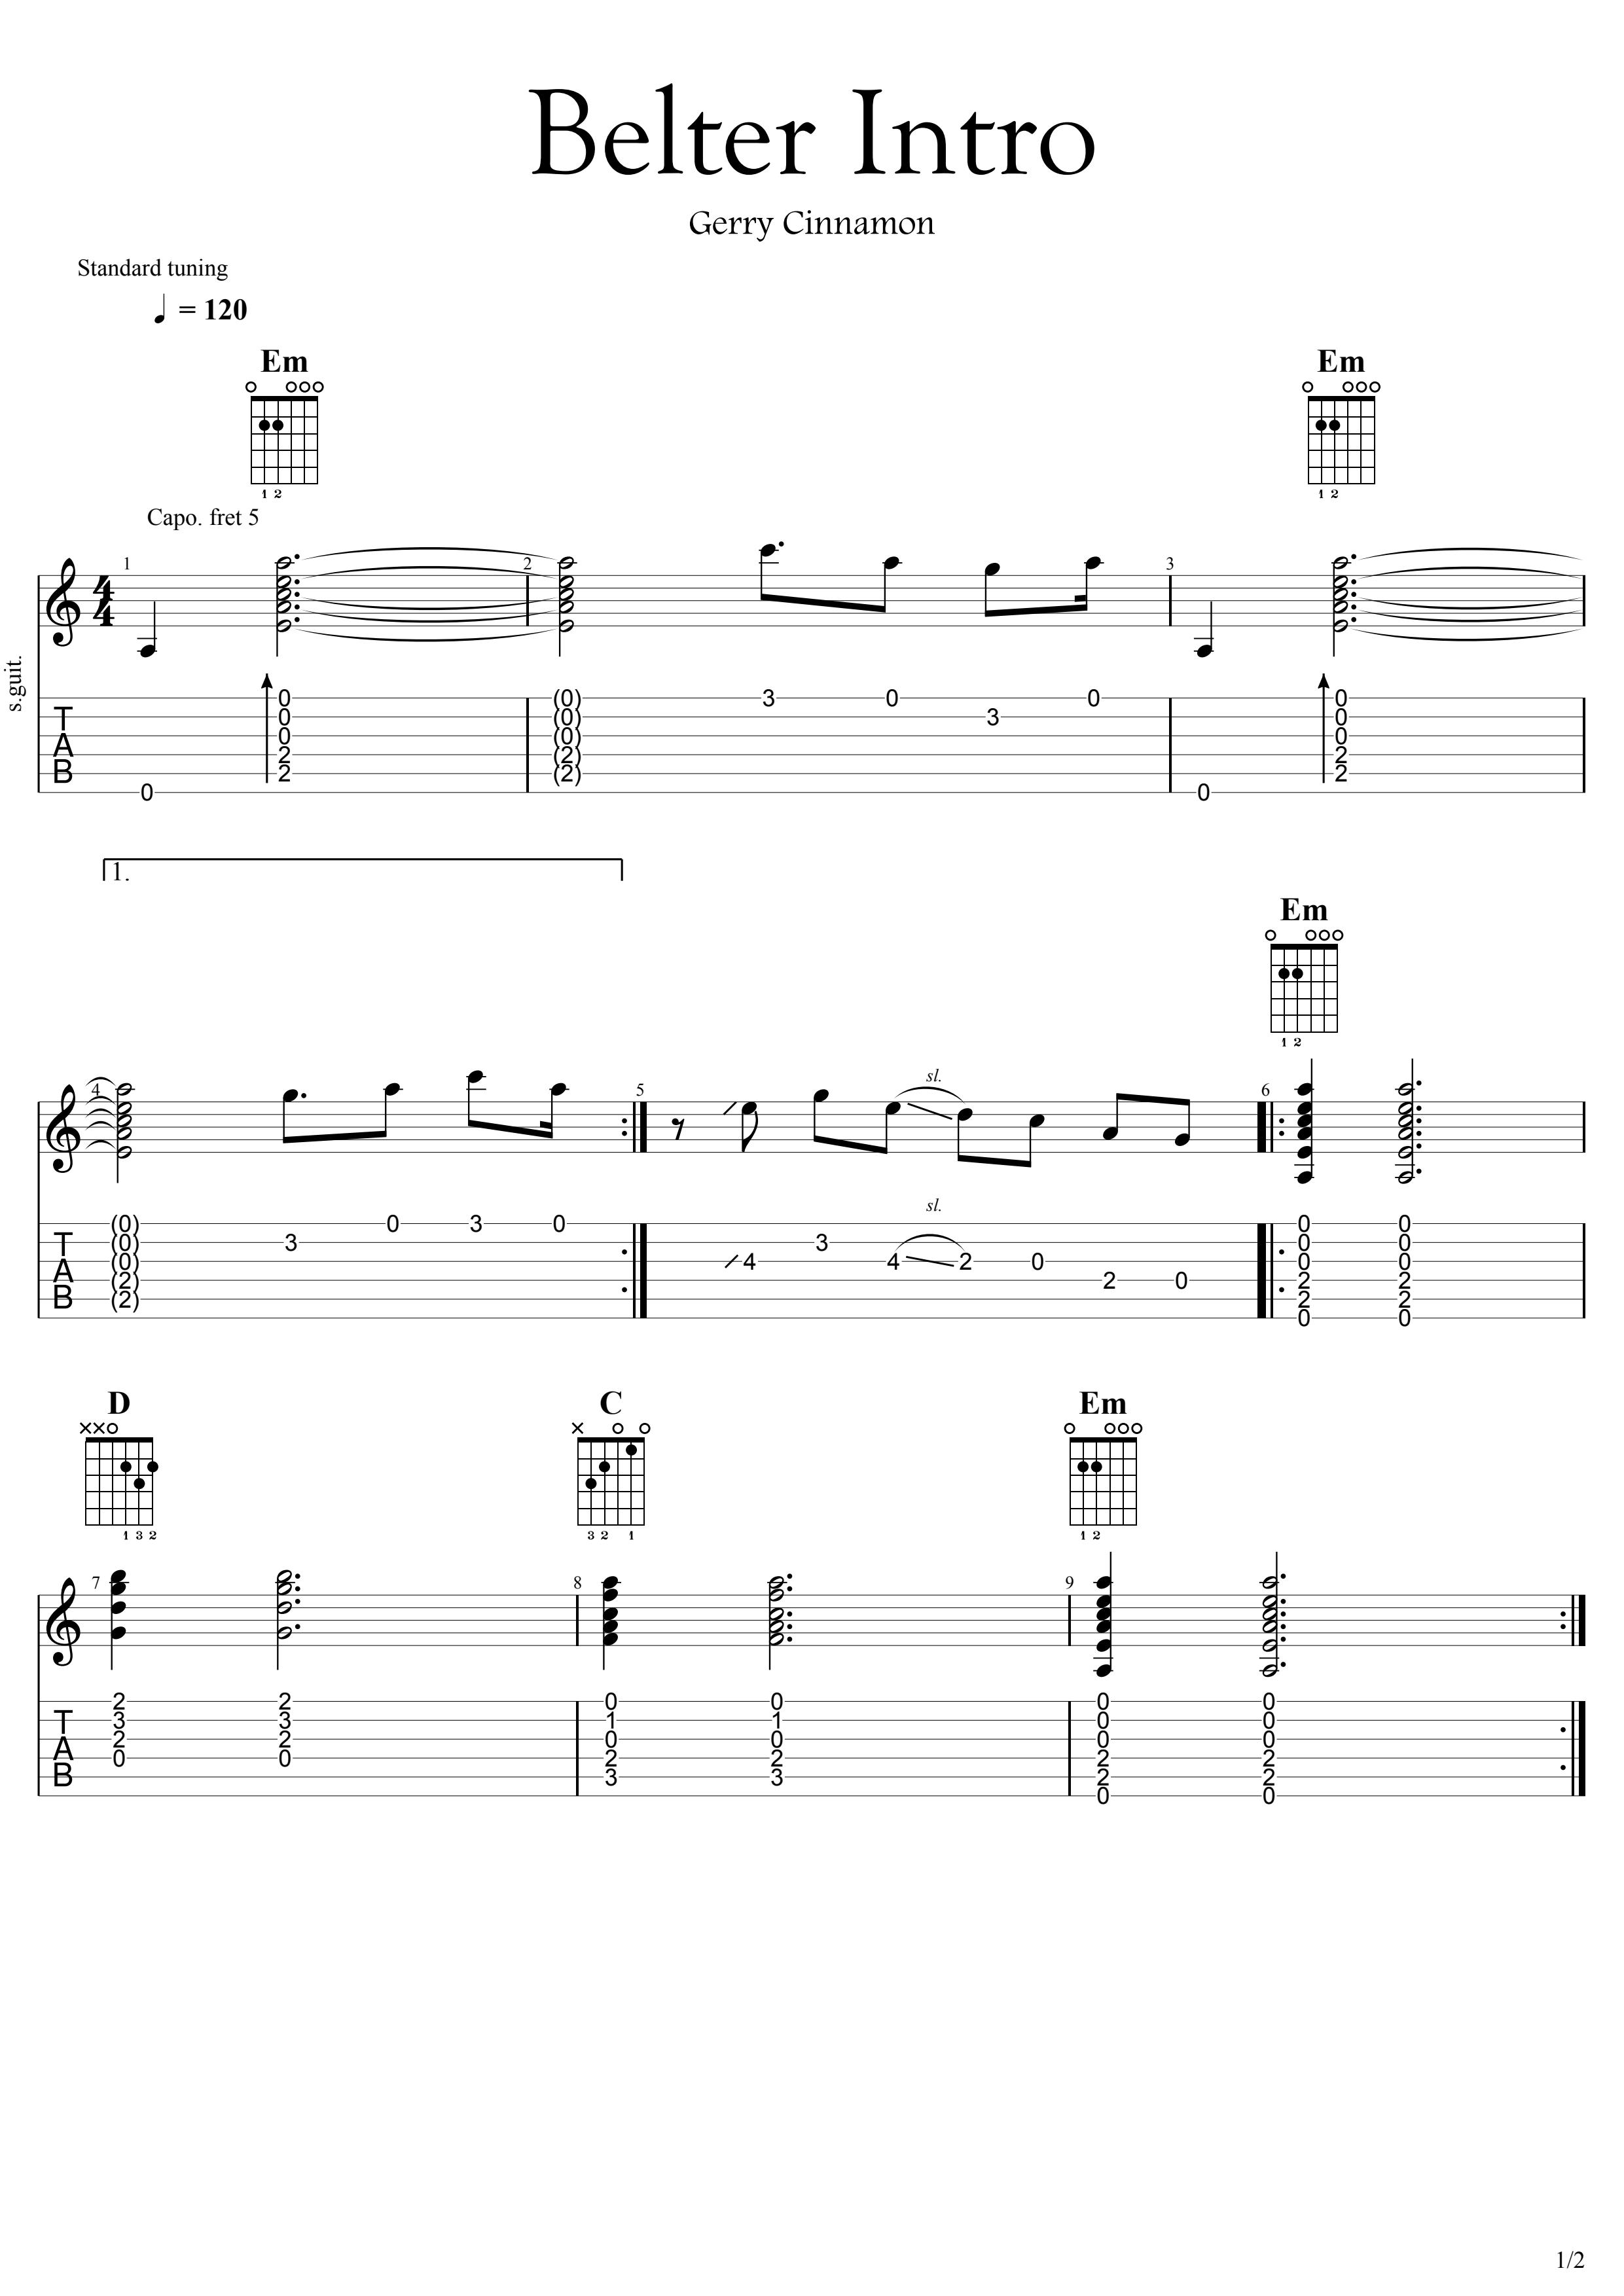 Belter Intro
Gerry Cinnamon
Standard tuning
= 120
Em Em
1 2 1 2
Capo. fret 5
1 2 3
4
4
s.guit.
0 (0) 3 0 0 0
T 0 (0) 3 0
0 (0) 0
A 2 (2) 2
B 2 (2) 2
0 0
1.
Em
1 2
4 5 sl. 6
sl.
(0) 0 3 0 0 0
T (0) 3 3 0 0
(0) 4 4 2 0 0 0
A (2) 2 0 2 2
B (2) 2 2
0 0
D C Em
1 3 2 3 2 1 1 2
7 8 9
2 2 0 0 0 0
T 3 3 1 1 0 0
2 2 0 0 0 0
A 0 0 2 2 2 2
B 3 3 2 2
0 0
1/2